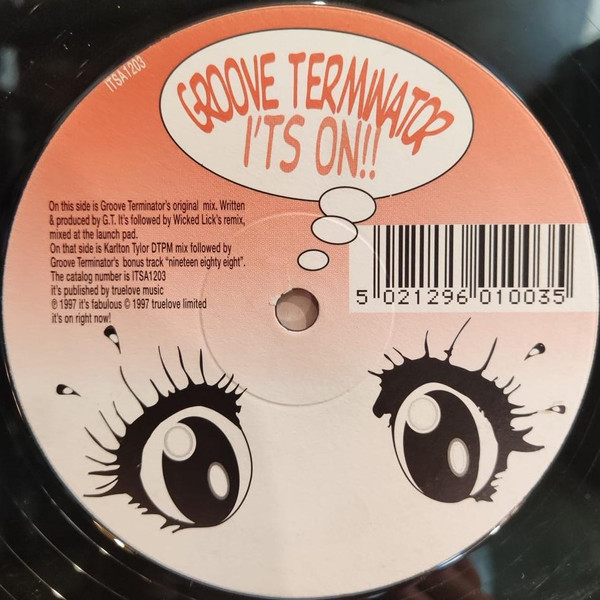 ITSA1203
GROOVE TERMINATOR
I'TS ON!!
On this side is Groove Terminator's original mix. Written
& produced by G.T. It's followed by Wicked Lick's remix,
mixed at the launch pad.
On that side is Karlton Tylor DTPM mix followed by
Groove Terminator's bonus track "nineteen eighty eight".
The catalog number is ITSA1203
it's published by truelove music
℗ 1997 it's fabulous © 1997 truelove limited
it's on right now!
5 021296 010035